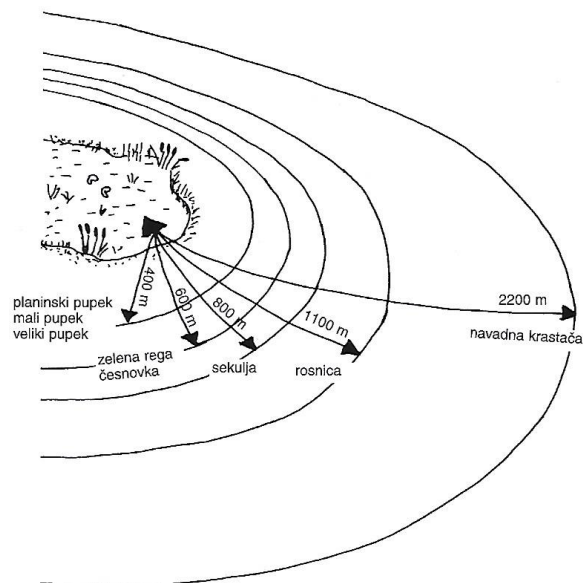 400 m
600 m
800 m
1100 m
2200 m
planinski pupek
mali pupek
veliki pupek
zelena rega
česnovka
sekulja
rosnica
navadna krastača